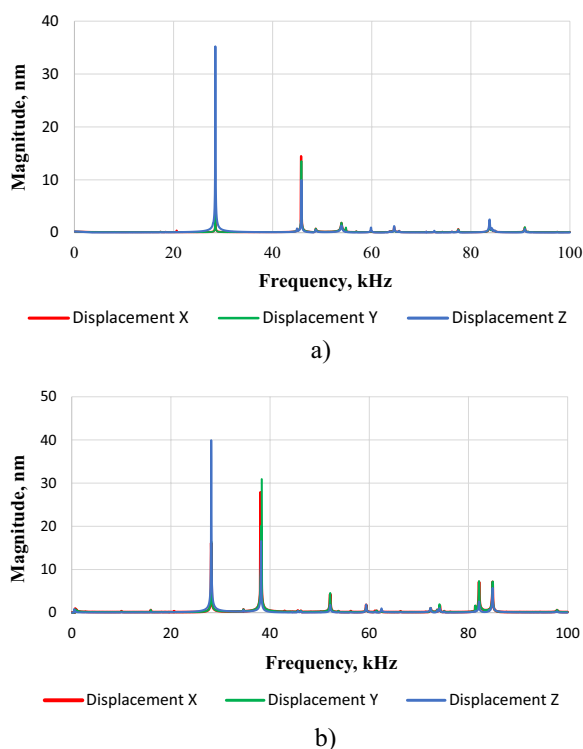 40
30
20
10
0
Magnitude, nm
0 20 40 60 80 100
Frequency, kHz
Displacement X Displacement Y Displacement Z
a)
50
40
30
20
10
0
Magnitude, nm
0 20 40 60 80 100
Frequency, kHz
Displacement X Displacement Y Displacement Z
b)